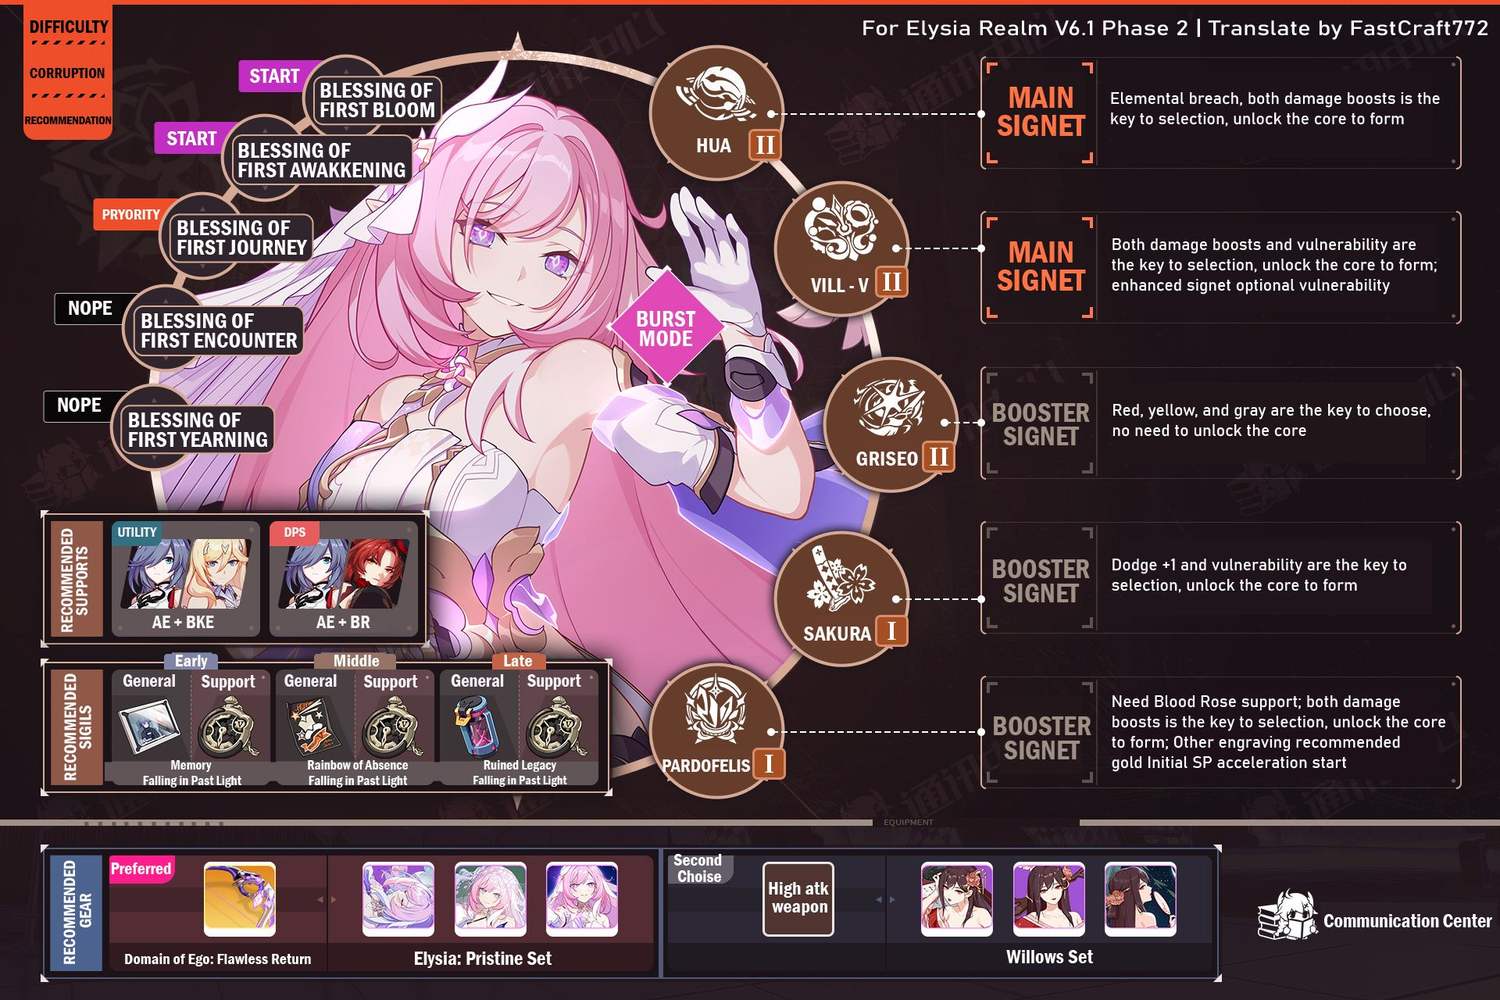 For Elysia Realm V6.1 Phase 2 | Translate by FastCraft772
DIFFICULTY
CORRUPTION
RECOMMENDATION
START
BLESSING OF
FIRST BLOOM
START
BLESSING OF
FIRST AWAKKENING
PRYORITY
BLESSING OF
FIRST JOURNEY
NOPE
BLESSING OF
FIRST ENCOUNTER
NOPE
BLESSING OF
FIRST YEARNING
BURST
MODE
HUA
II
MAIN
SIGNET
Elemental breach, both damage boosts is the
key to selection, unlock the core to form
VILL - V
II
MAIN
SIGNET
Both damage boosts and vulnerability are
the key to selection, unlock the core to form;
enhanced signet optional vulnerability
GRISEO
II
BOOSTER
SIGNET
Red, yellow, and gray are the key to choose,
no need to unlock the core
SAKURA
I
BOOSTER
SIGNET
Dodge +1 and vulnerability are the key to
selection, unlock the core to form
PARDOFELIS
I
BOOSTER
SIGNET
Need Blood Rose support; both damage
boosts is the key to selection, unlock the core
to form; Other engraving recommended
gold Initial SP acceleration start
RECOMMENDED
SUPPORTS
UTILITY
AE + BKE
DPS
AE + BR
RECOMMENDED
SIGILS
Early
General Support
Memory
Falling in Past Light
Middle
General Support
Rainbow of Absence
Falling in Past Light
Late
General Support
Ruined Legacy
Falling in Past Light
EQUIPMENT
RECOMMENDED
GEAR
Preferred
Domain of Ego: Flawless Return
Elysia: Pristine Set
Second
Choise
High atk
weapon
Willows Set
Communication Center